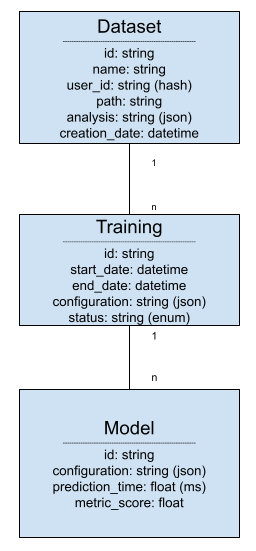 Dataset
id: string
name: string
user_id: string (hash)
path: string
analysis: string (json)
creation_date: datetime
1
n
Training
id: string
start_date: datetime
end_date: datetime
configuration: string (json)
status: string (enum)
1
n
Model
id: string
configuration: string (json)
prediction_time: float (ms)
metric_score: float